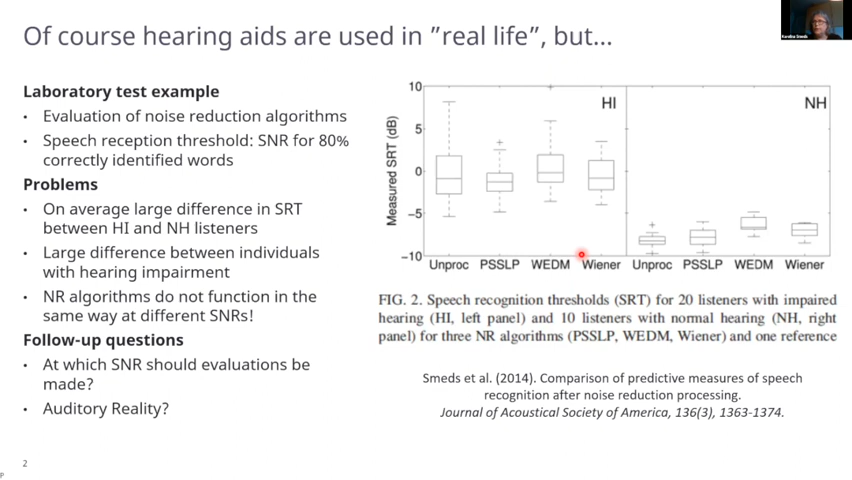 Of course hearing aids are used in ”real life”, but…
Laboratory test example
• Evaluation of noise reduction algorithms
• Speech reception threshold: SNR for 80%
correctly identified words
Problems
• On average large difference in SRT
between HI and NH listeners
• Large difference between individuals
with hearing impairment
• NR algorithms do not function in the
same way at different SNRs!
Follow-up questions
• At which SNR should evaluations be
made?
• Auditory Reality?
2
P
Measured SRT (dB)
10
5
0
−5
−10
HI
NH
Unproc PSSLP WEDM Wiener Unproc PSSLP WEDM Wiener
FIG. 2. Speech recognition thresholds (SRT) for 20 listeners with impaired
hearing (HI, left panel) and 10 listeners with normal hearing (NH, right
panel) for three NR algorithms (PSSLP, WEDM, Wiener) and one reference
Smeds et al. (2014). Comparison of predictive measures of speech
recognition after noise reduction processing.
Journal of Acoustical Society of America, 136(3), 1363-1374.
Karolina Smeds